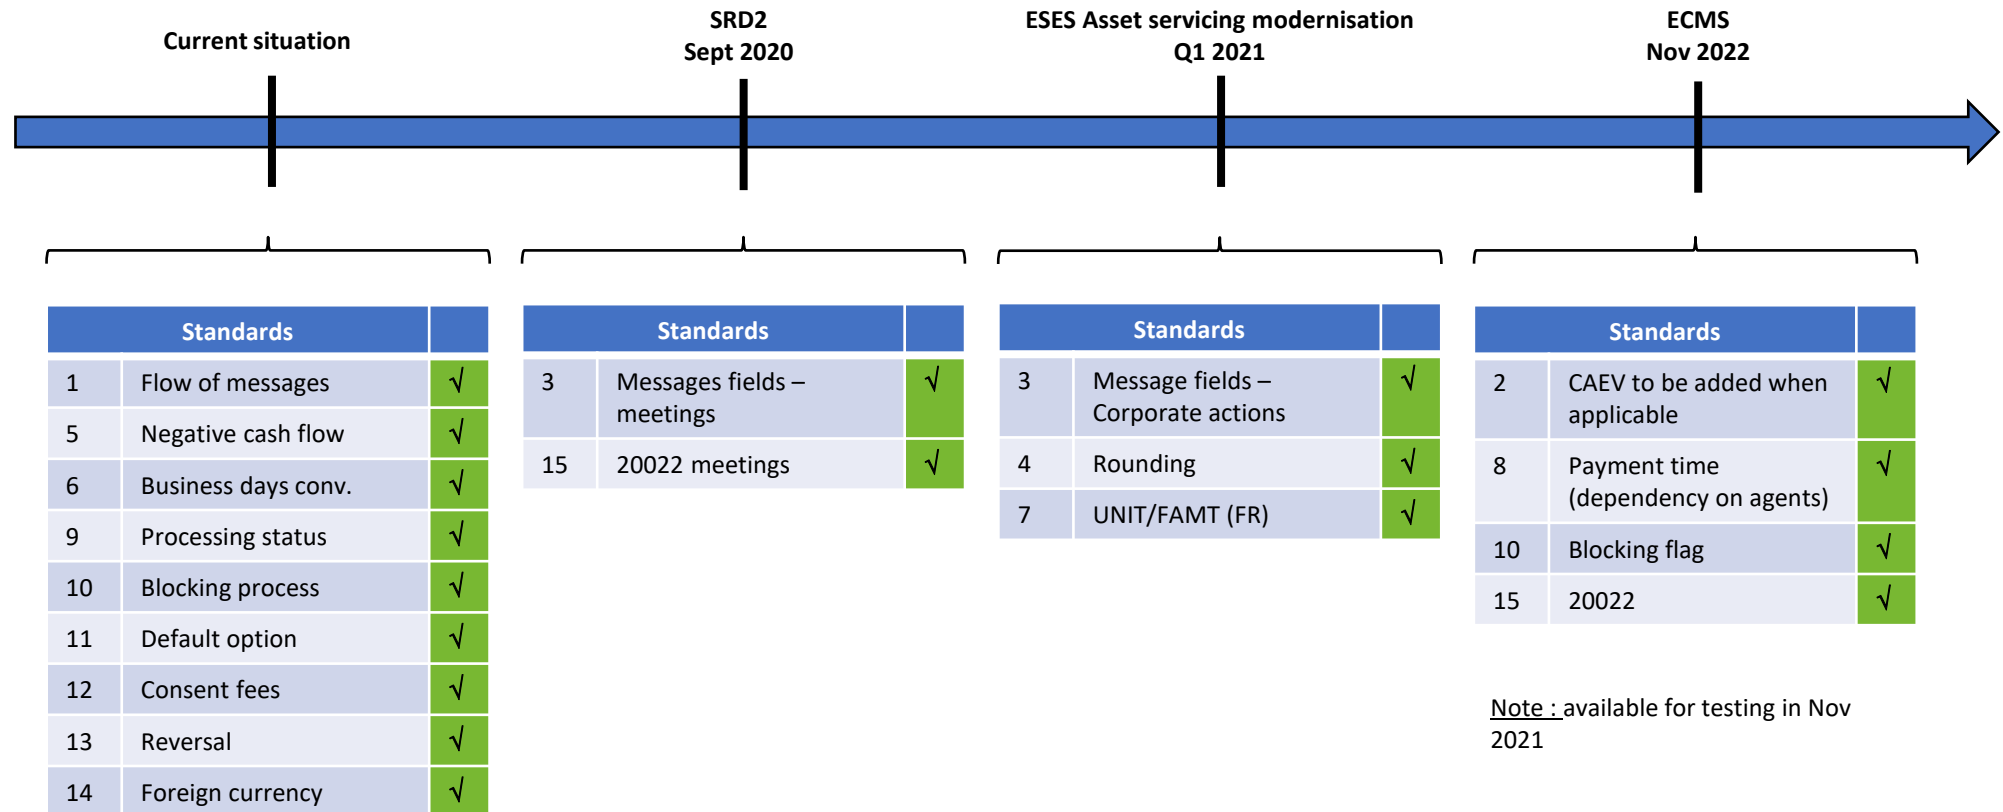 Current situation
SRD2
Sept 2020
ESES Asset servicing modernisation
Q1 2021
ECMS
Nov 2022
Standards
1 Flow of messages √
5 Negative cash flow √
6 Business days conv. √
9 Processing status √
10 Blocking process √
11 Default option √
12 Consent fees √
13 Reversal √
14 Foreign currency √
Standards
3 Messages fields – √
meetings
15 20022 meetings √
Standards
3 Message fields – √
Corporate actions
4 Rounding √
7 UNIT/FAMT (FR) √
Standards
2 CAEV to be added when √
applicable
8 Payment time √
(dependency on agents)
10 Blocking flag √
15 20022 √
Note : available for testing in Nov
2021